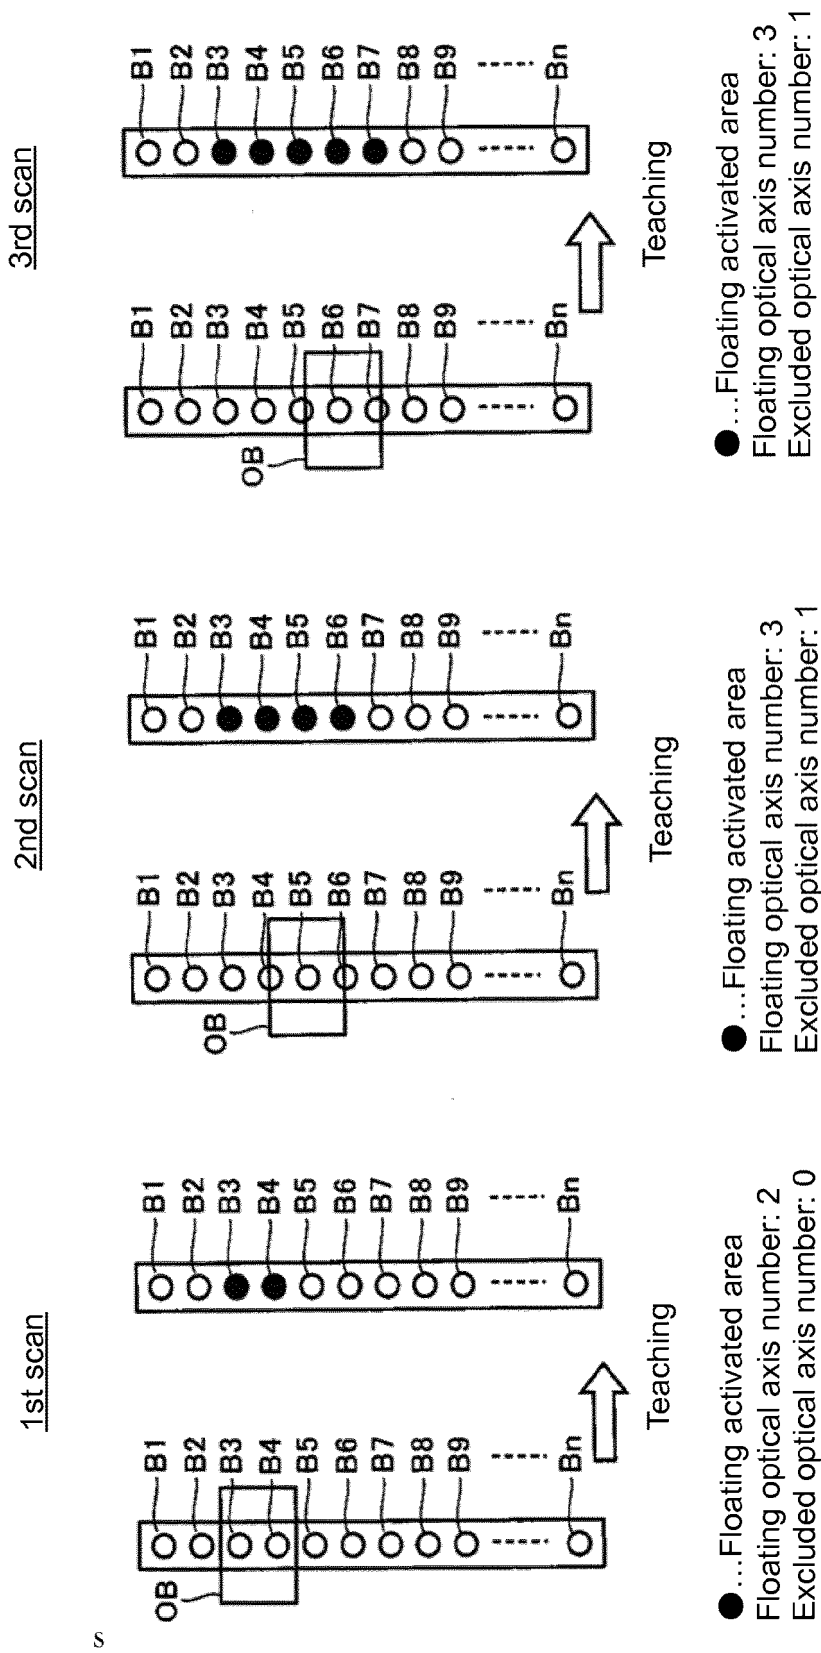 1st scan
OB
B1
B2
B3
B4
B5
B6
B7
B8
B9
Bn
Teaching
B1
B2
B3
B4
B5
B6
B7
B8
B9
Bn
●...Floating activated area
Floating optical axis number: 2
Excluded optical axis number: 0
2nd scan
OB
B1
B2
B3
B4
B5
B6
B7
B8
B9
Bn
Teaching
B1
B2
B3
B4
B5
B6
B7
B8
B9
Bn
●...Floating activated area
Floating optical axis number: 3
Excluded optical axis number: 1
3rd scan
OB
B1
B2
B3
B4
B5
B6
B7
B8
B9
Bn
Teaching
B1
B2
B3
B4
B5
B6
B7
B8
B9
Bn
●...Floating activated area
Floating optical axis number: 3
Excluded optical axis number: 1
s